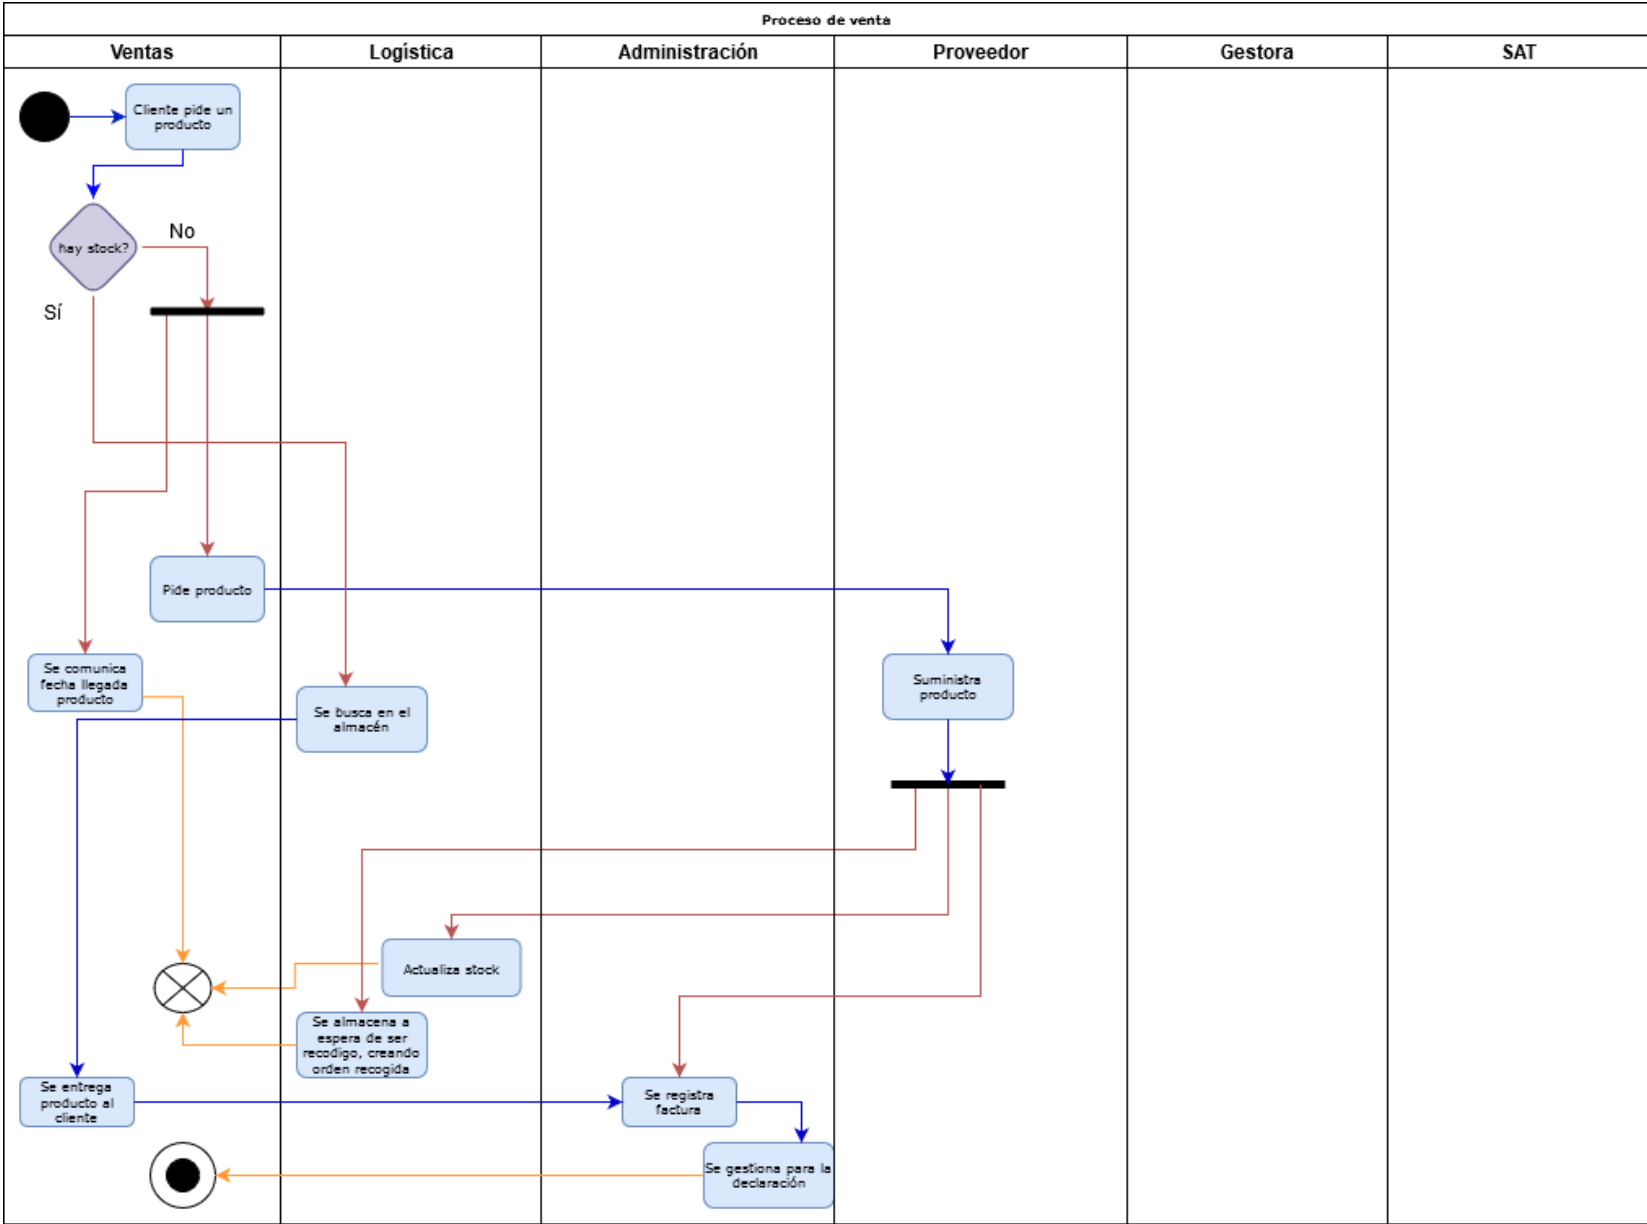 Proceso de venta
Ventas
Logística
Administración
Proveedor
Gestora
SAT
Cliente pide un
producto
hay stock?
No
Sí
Pide producto
Se comunica
fecha llegada
producto
Se busca en el
almacén
Suministra
producto
Actualiza stock
Se almacena a
espera de ser
recodigo, creando
orden recogida
Se entrega
producto al
cliente
Se registra
factura
Se gestiona para la
declaración